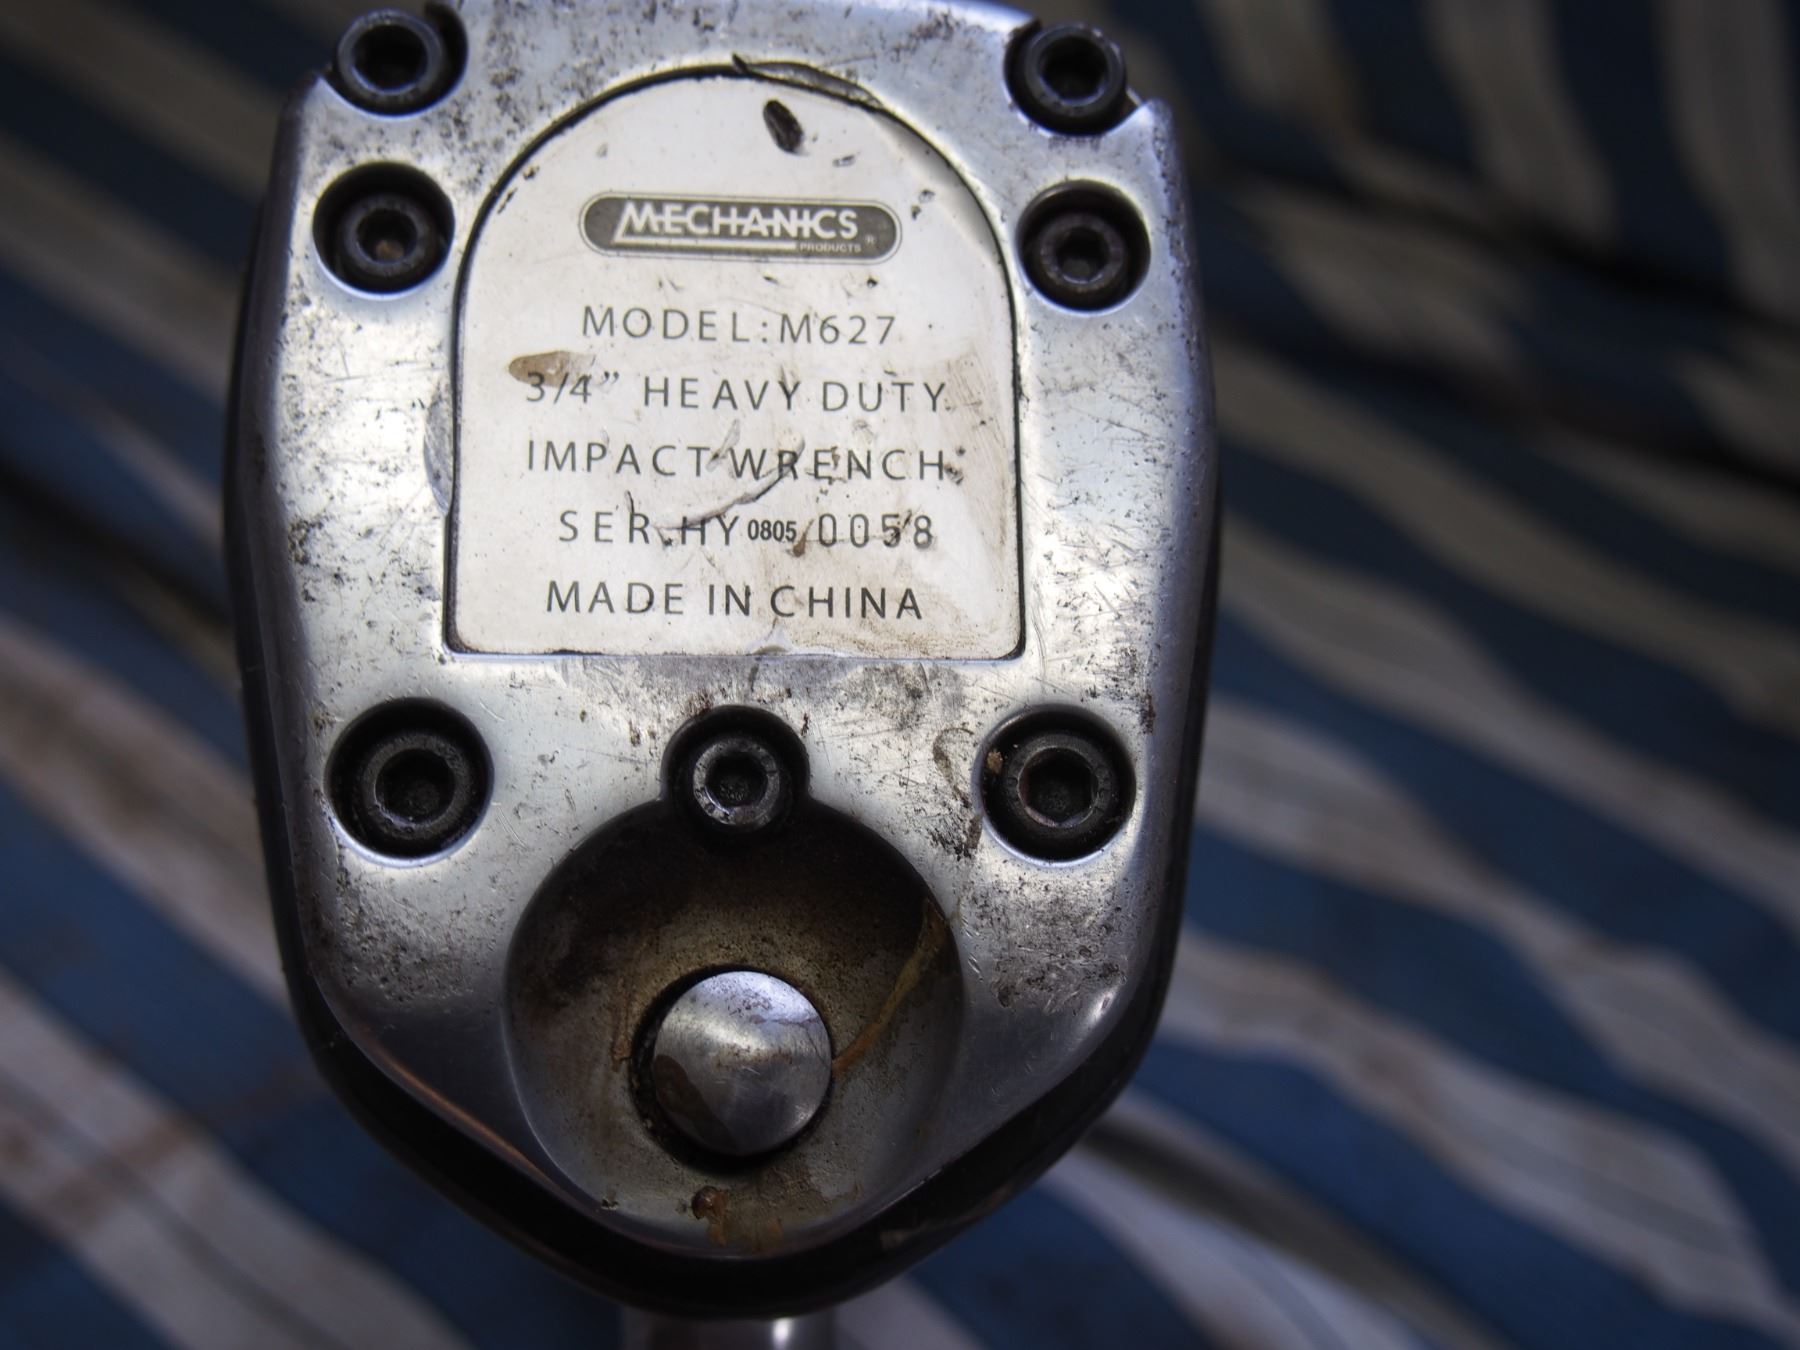 MECHANICS
PRODUCTS ®
MODEL: M627
3/4" HEAVY DUTY
IMPACT WRENCH
SER. HY 0805 0058
MADE IN CHINA